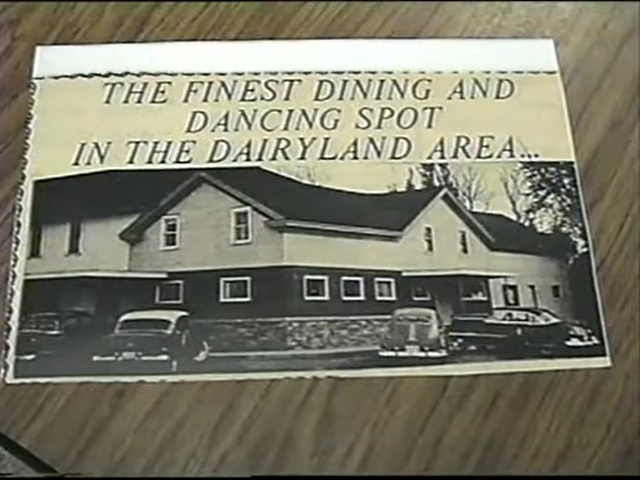 THE FINEST DINING AND
DANCING SPOT
IN THE DAIRYLAND AREA...